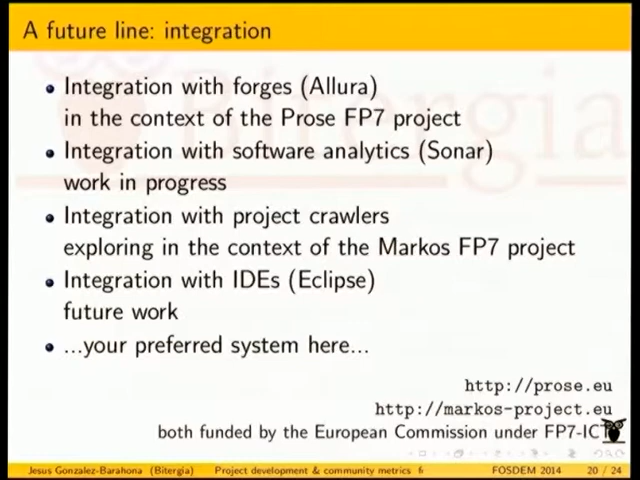 A future line: integration
Integration with forges (Allura)
in the context of the Prose FP7 project
Integration with software analytics (Sonar)
work in progress
Integration with project crawlers
exploring in the context of the Markos FP7 project
Integration with IDEs (Eclipse)
future work
...your preferred system here...
http://prose.eu
http://markos-project.eu
both funded by the European Commission under FP7-ICT
Jesus Gonzalez-Barahona (Bitergia) Project development & community metrics FOSDEM 2014 20 / 24
Bitergia